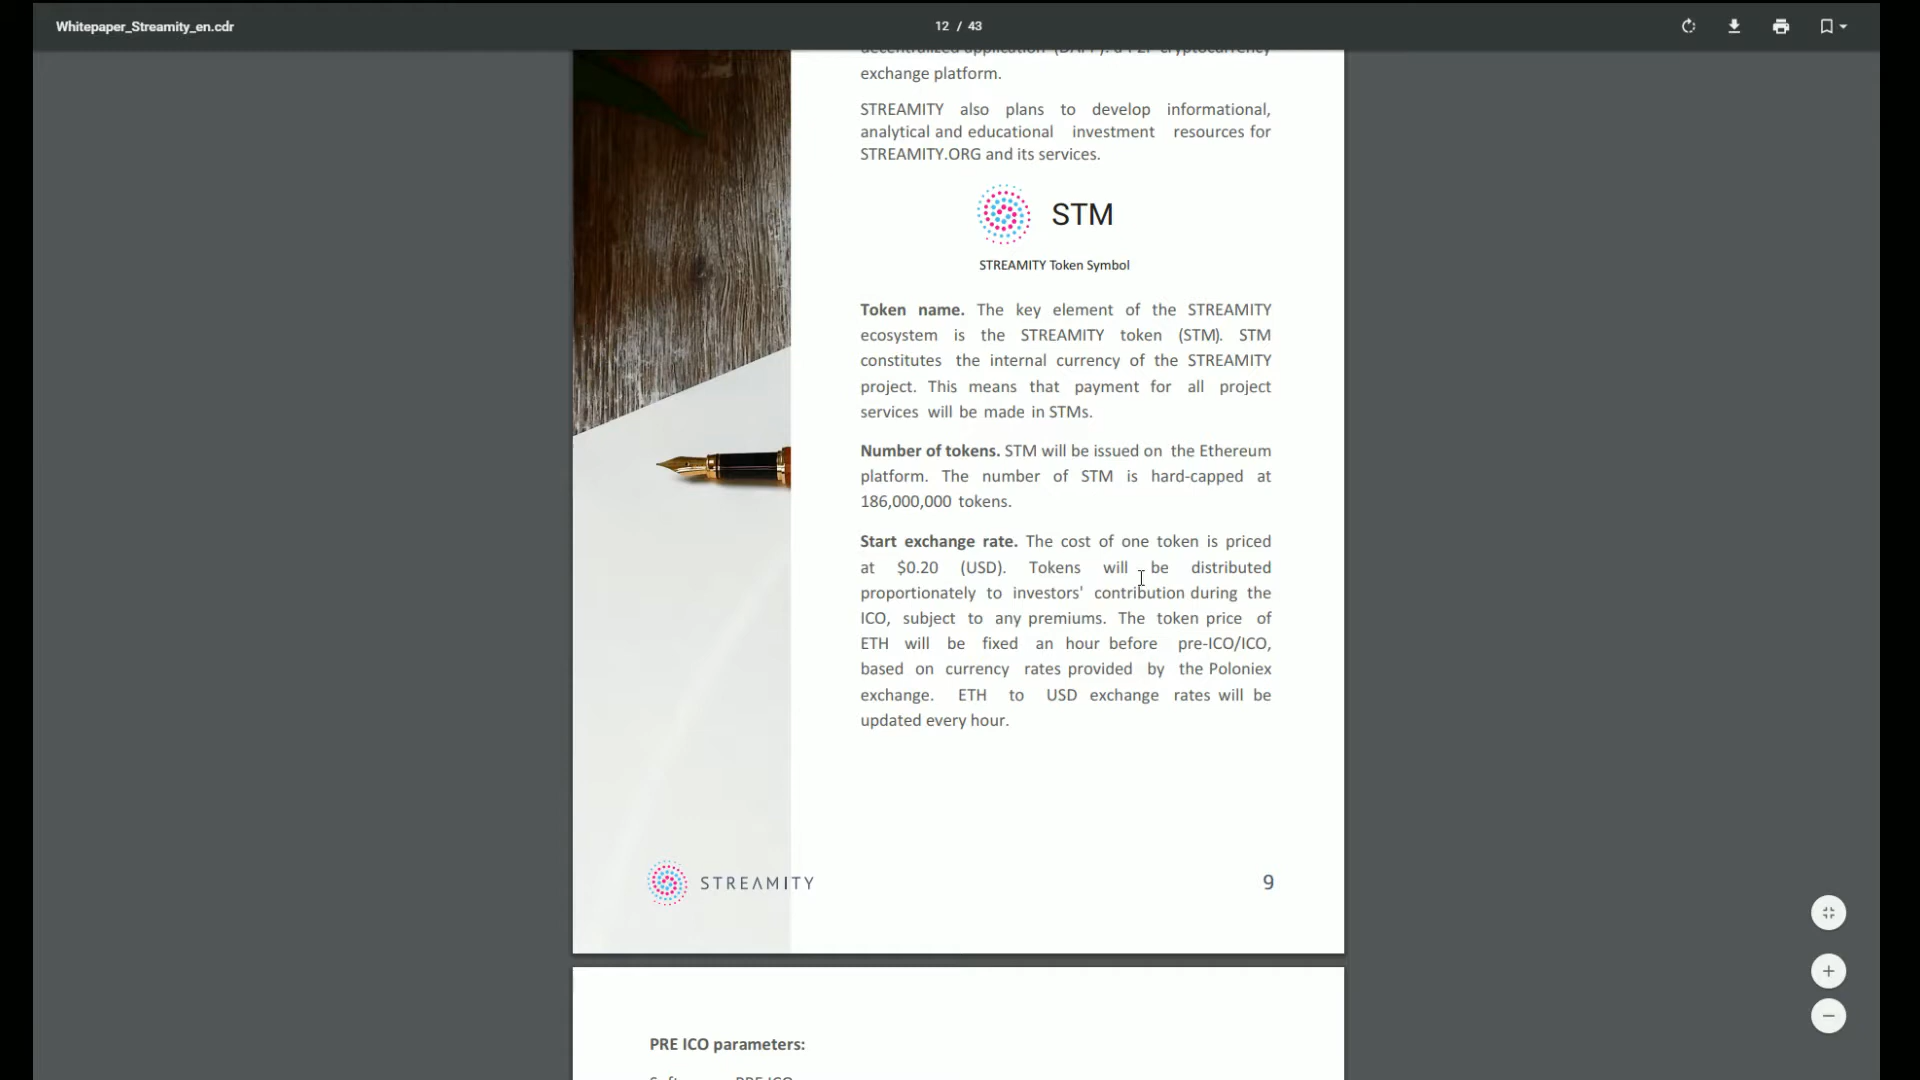 Whitepaper_Streamity_en.cdr
12 / 43
decentralized application
cryptocurrency
exchange platform.
STREAMITY also plans to develop informational,
analytical and educational investment resources for
STREAMITY.ORG and its services.
STM
STREAMITY Token Symbol
Token name. The key element of the STREAMITY
ecosystem is the STREAMITY token (STM). STM
constitutes the internal currency of the STREAMITY
project. This means that payment for all project
services will be made in STMs.
Number of tokens. STM will be issued on the Ethereum
platform. The number of STM is hard-capped at
186,000,000 tokens.
Start exchange rate. The cost of one token is priced
at $0.20 (USD). Tokens will be distributed
proportionately to investors' contribution during the
ICO, subject to any premiums. The token price of
ETH will be fixed an hour before pre-ICO/ICO,
based on currency rates provided by the Poloniex
exchange. ETH to USD exchange rates will be
updated every hour.
STREAMITY
9
PRE ICO parameters:
PRE ICO